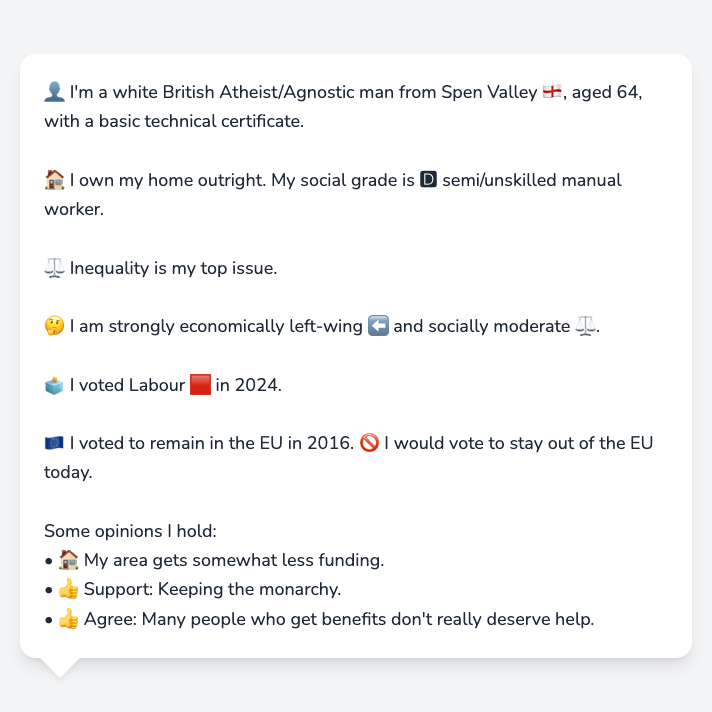 👤 I'm a white British Atheist/Agnostic man from Spen Valley 🏴󠁧󠁢󠁥󠁮󠁧󠁿, aged 64,
with a basic technical certificate.
🏠 I own my home outright. My social grade is 🅳 semi/unskilled manual
worker.
⚖️ Inequality is my top issue.
🤔 I am strongly economically left-wing ⬅️ and socially moderate ⚖️.
🗳️ I voted Labour 🟥 in 2024.
🇪🇺 I voted to remain in the EU in 2016. 🚫 I would vote to stay out of the EU
today.
Some opinions I hold:
• 🏠 My area gets somewhat less funding.
• 👍 Support: Keeping the monarchy.
• 👍 Agree: Many people who get benefits don't really deserve help.